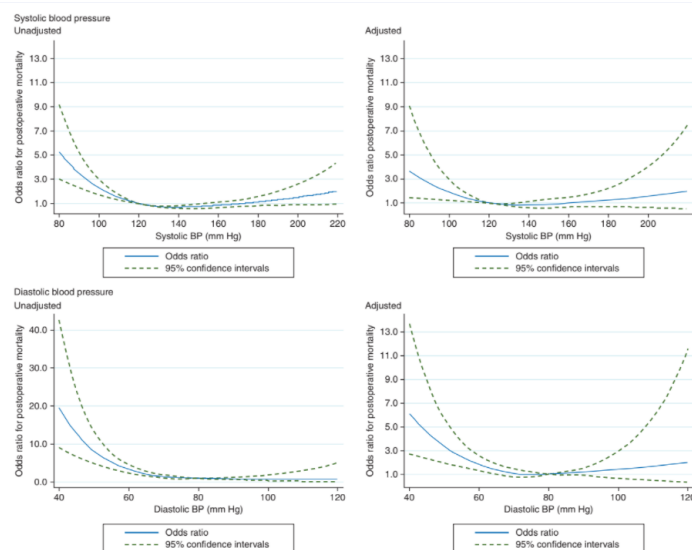 Systolic blood pressure
Unadjusted
Odds ratio for postoperative mortality
13.0
11.0
9.0
7.0
5.0
3.0
1.0
80 100 120 140 160 180 200 220
Systolic BP (mm Hg)
Odds ratio
95% confidence intervals
Adjusted
Odds ratio postoperative mortality
13.0
11.0
9.0
7.0
5.0
3.0
1.0
80 100 120 140 160 180 200
Systolic BP (mm Hg)
Odds ratio
95% confidence intervals
Diastolic blood pressure
Unadjusted
Odds ratio for postoperative mortality
40.0
30.0
20.0
10.0
0.0
40 60 80 100 120
Diastolic BP (mm Hg)
Odds ratio
95% confidence intervals
Adjusted
Odds ratio for postoperative mortality
13.0
11.0
9.0
7.0
5.0
3.0
1.0
40 60 80 100 120
Diastolic BP (mm Hg)
Odds ratio
95% confidence intervals